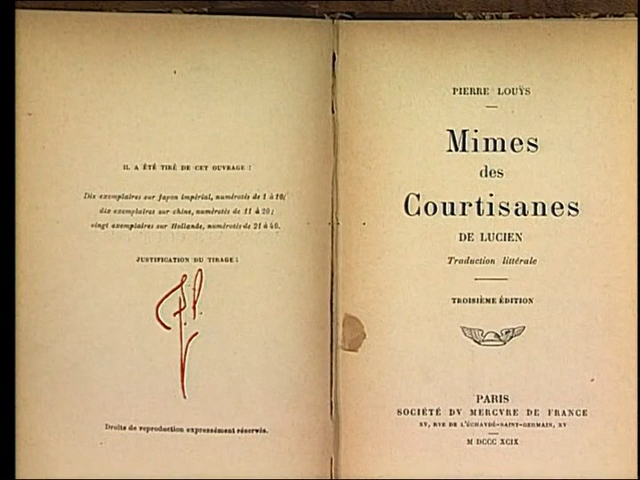 IL A ÉTÉ TIRÉ DE CET OUVRAGE :
Dix exemplaires sur Japon impérial, numérotés de 1 à 10;
dix exemplaires sur chine, numérotés de 11 à 20;
vingt exemplaires sur Hollande, numérotés de 21 à 40.
JUSTIFICATION DU TIRAGE :
Droits de reproduction expressément réservés.
PIERRE LOUŸS
Mimes
des
Courtisanes
DE LUCIEN
Traduction littérale
TROISIÈME ÉDITION
PARIS
SOCIÉTÉ DV MERCVRE DE FRANCE
XV, RVE DE L'ÉCHAVDÉ-SAINT-GERMAIN, XV
M DCCC XCIX